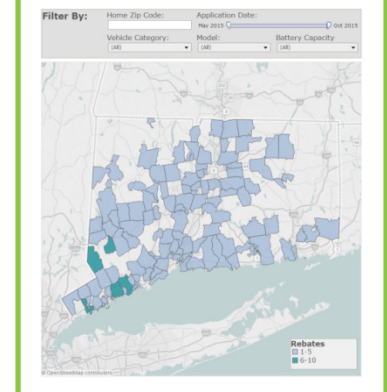 Filter By:
Home Zip Code:
Application Date:
May 2015
Oct 2015
Vehicle Category:
Model:
Battery Capacity
(All)
(All)
(All)
Rebates
1-5
6-10
© OpenStreetMap contributors